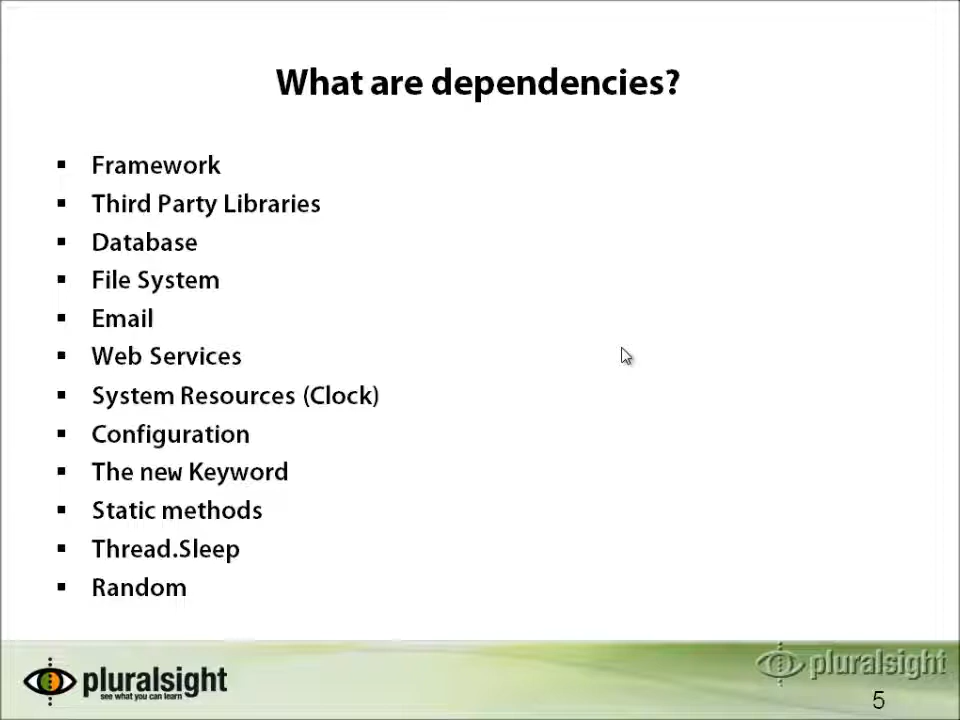 What are dependencies?
▪ Framework
▪ Third Party Libraries
▪ Database
▪ File System
▪ Email
▪ Web Services
▪ System Resources (Clock)
▪ Configuration
▪ The new Keyword
▪ Static methods
▪ Thread.Sleep
▪ Random
pluralsight
see what you can learn
pluralsight
5